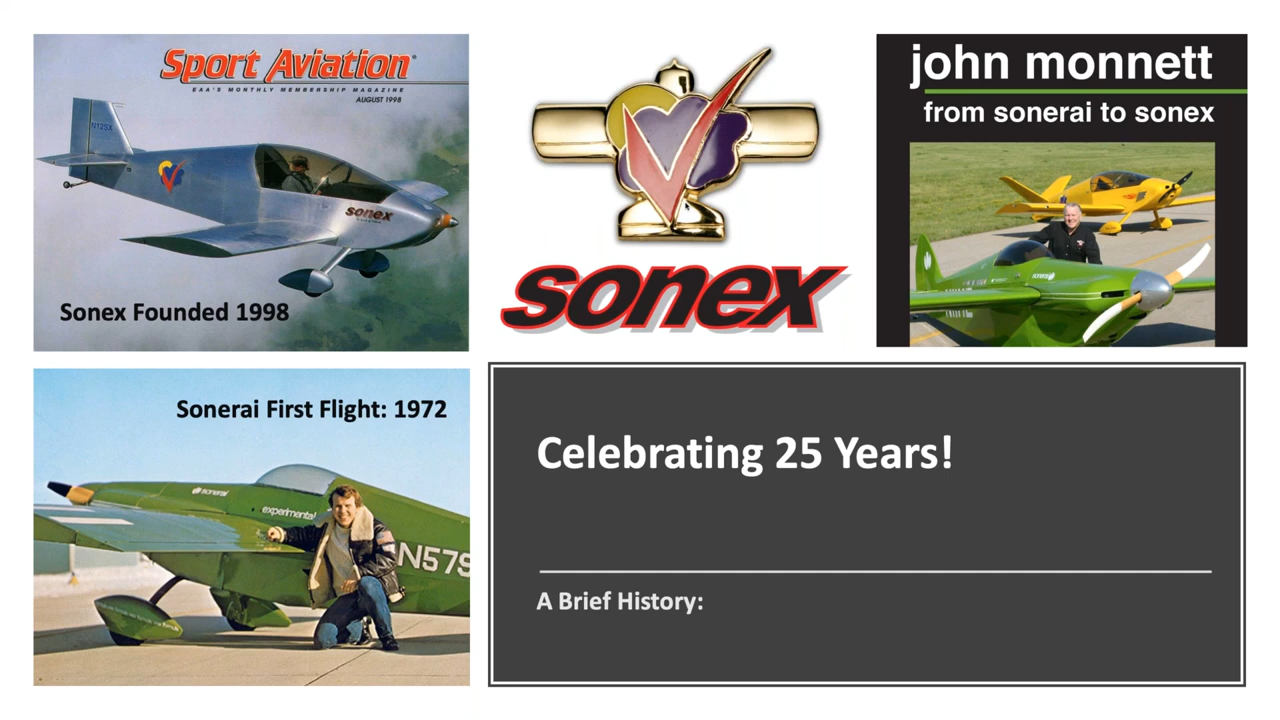 Sport Aviation
EAA'S MONTHLY MEMBERSHIP MAGAZINE
AUGUST 1998
N12SX
sonex
Sonex Founded 1998
sonex
john monnett
from sonerai to sonex
sonerai
Sonerai First Flight: 1972
sonerai
experimental
N57S
Celebrating 25 Years!
A Brief History: